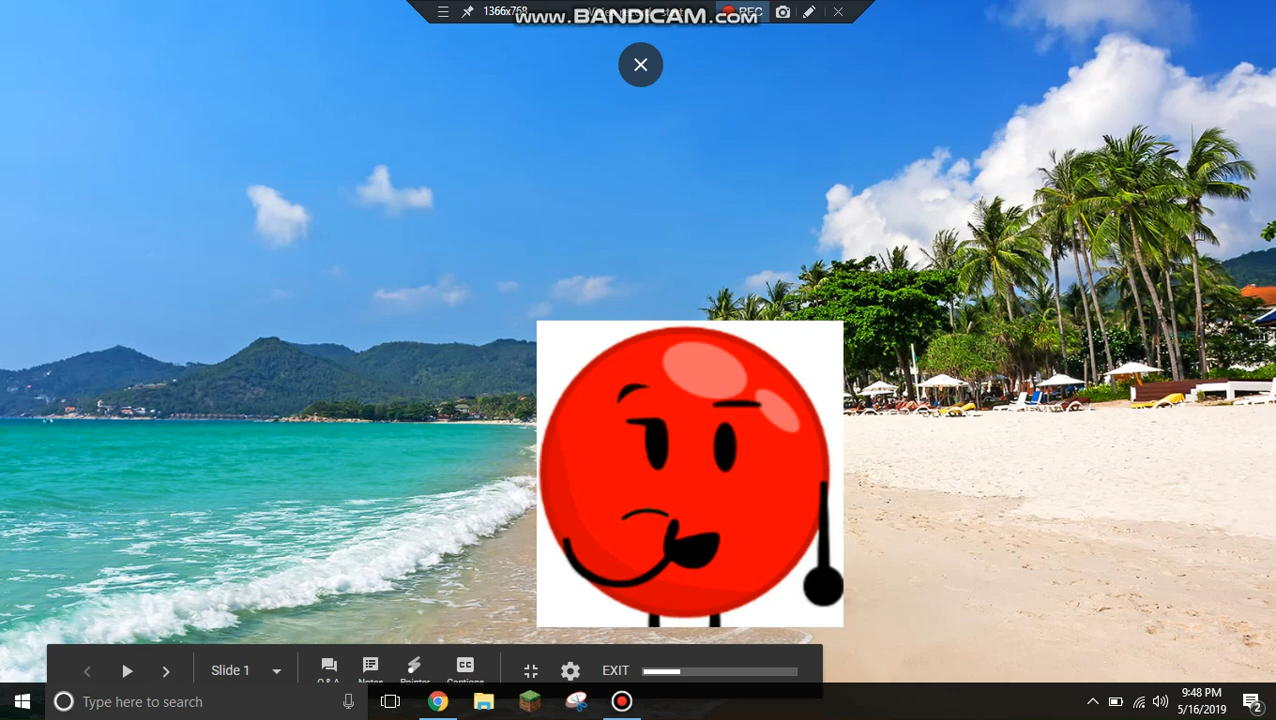 1366x768
www.BANDICAM.com
REC
Slide 1
Q & A
Notes
Pointer
Captions
EXIT
Type here to search
9:48 PM
5/16/2019
2